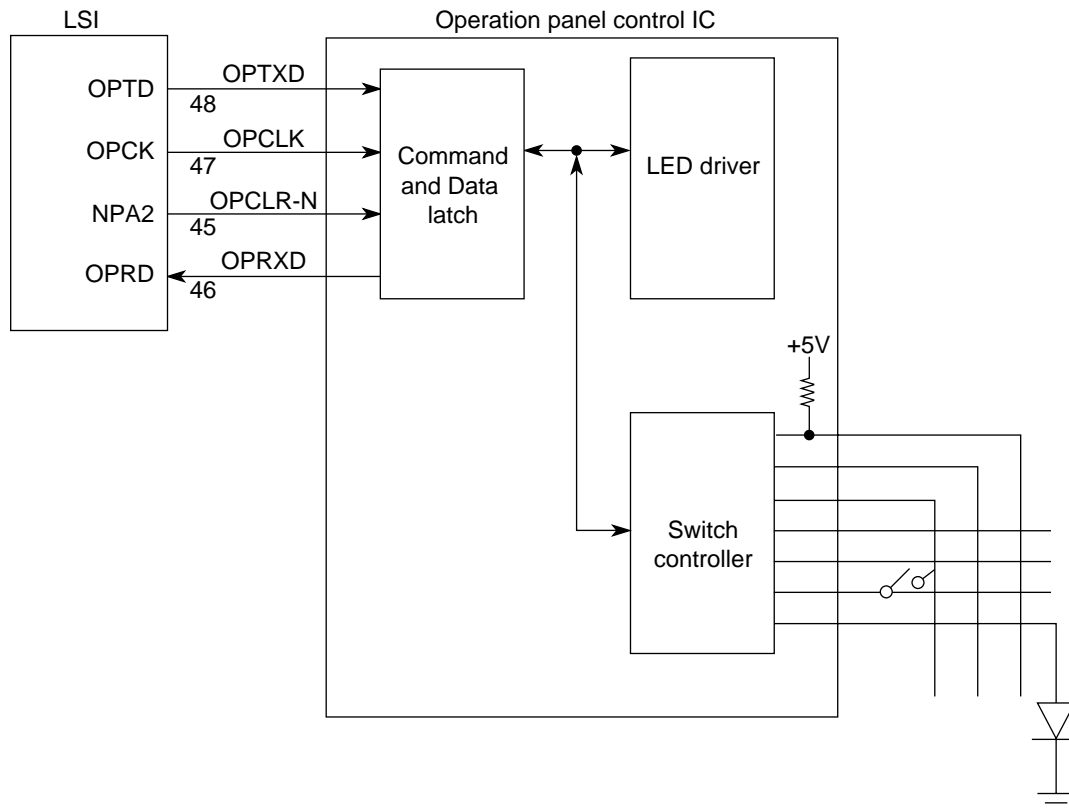 LSI
Operation panel control IC
OPTD
OPTXD
48
OPCK
OPCLK
47
NPA2
OPCLR-N
45
OPRD
OPRXD
46
Command
and Data
latch
LED driver
+5V
Switch
controller